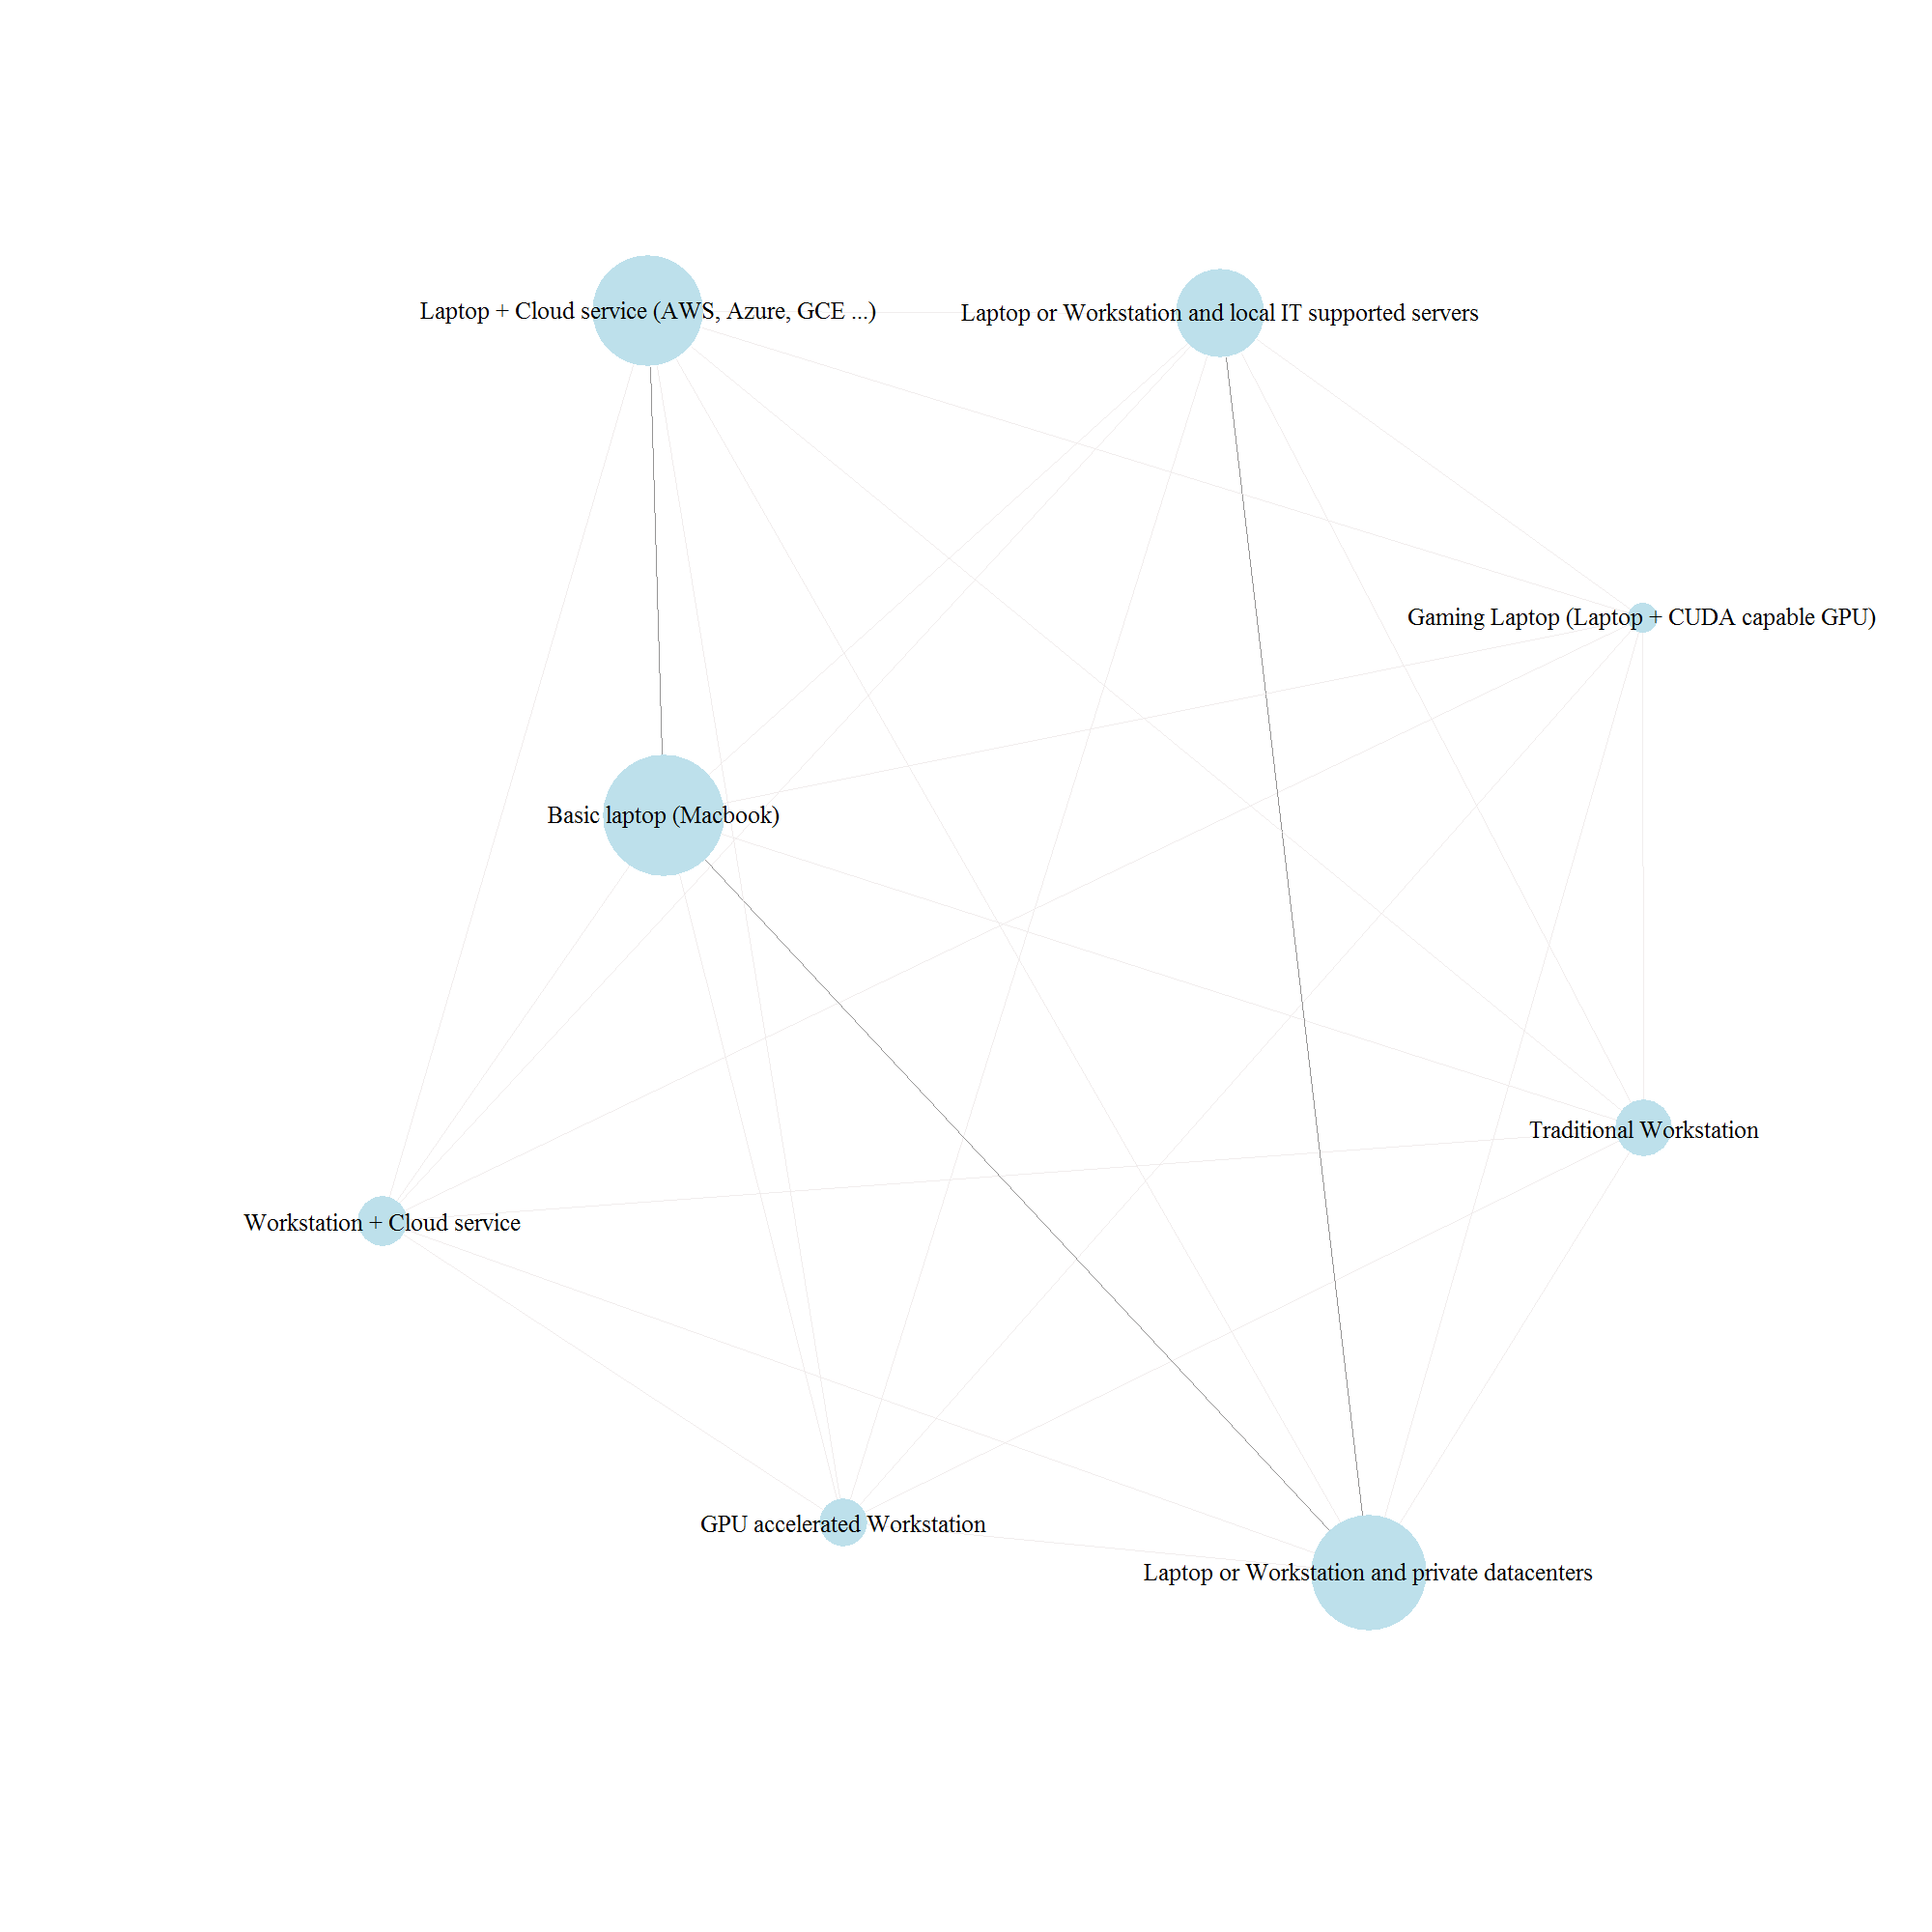 Laptop + Cloud service (AWS, Azure, GCE ...)
Laptop or Workstation and local IT supported servers
Gaming Laptop (Laptop + CUDA capable GPU)
Basic laptop (Macbook)
Traditional Workstation
Workstation + Cloud service
GPU accelerated Workstation
Laptop or Workstation and private datacenters